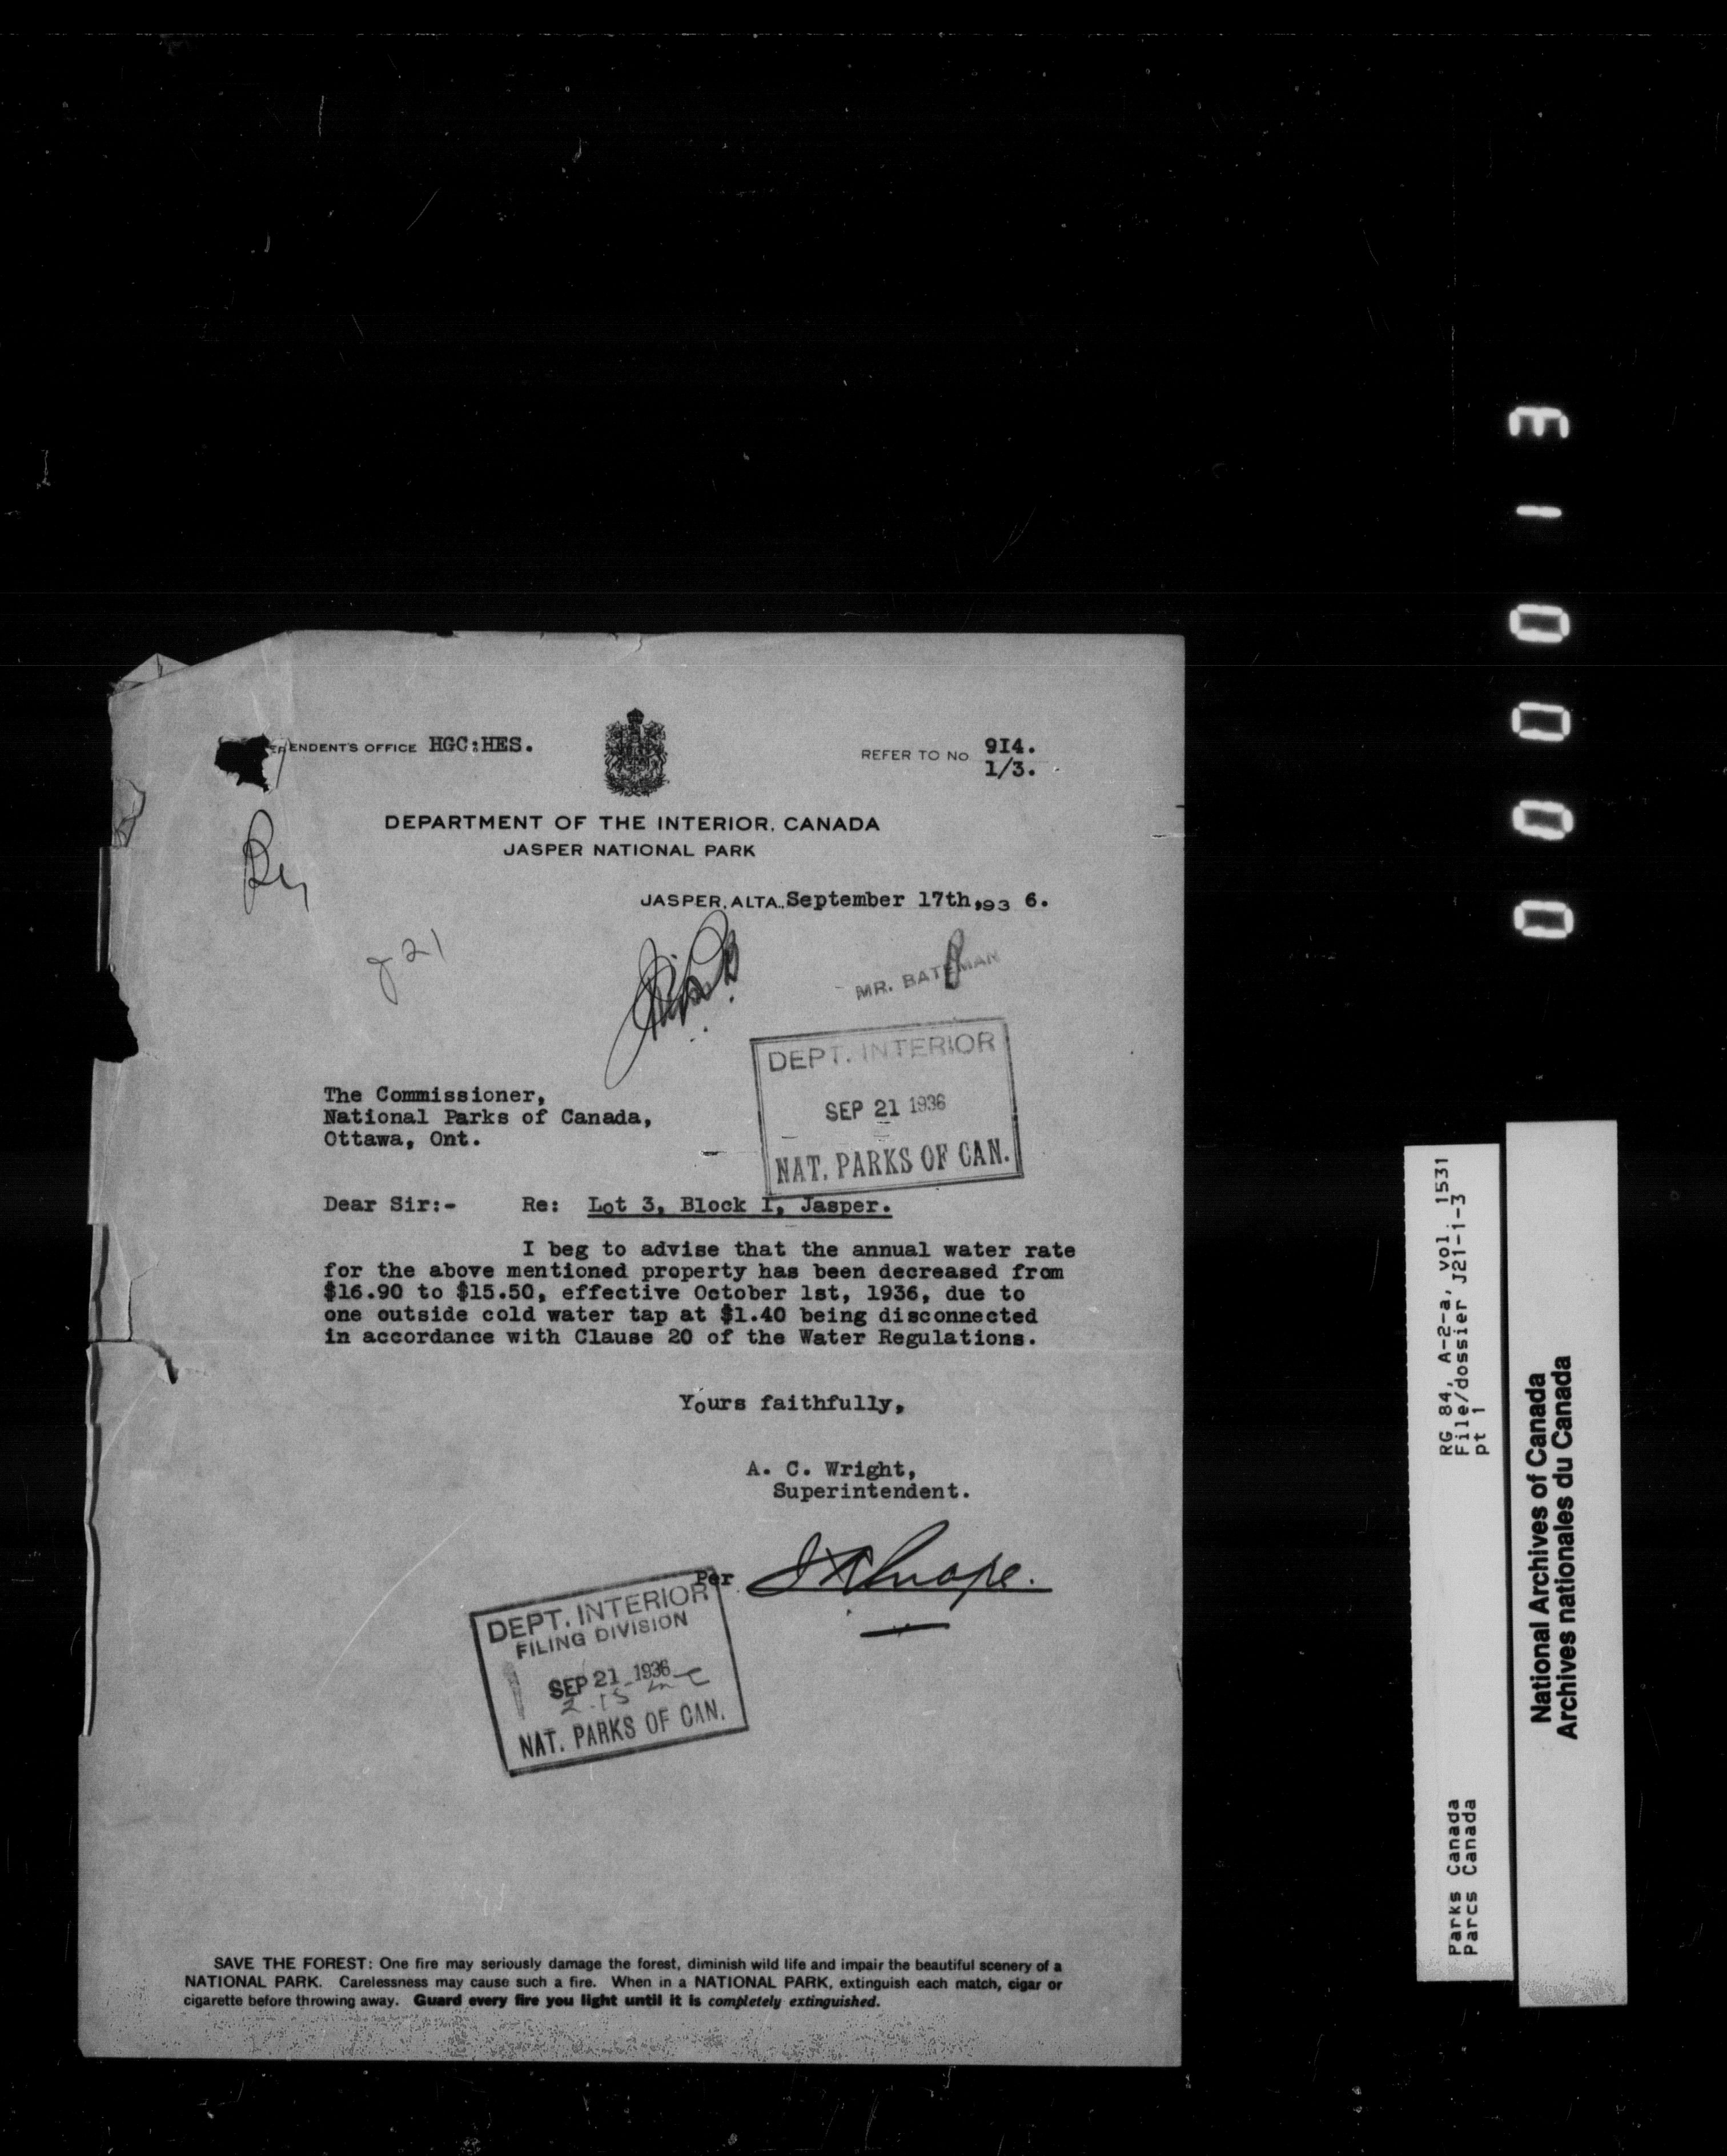 ENDENT'S OFFICE HGC:HES.
REFER TO No 9I4.
1/3.
DEPARTMENT OF THE INTERIOR, CANADA
JASPER NATIONAL PARK
JASPER, ALTA., September 17th, 193 6.
J21
MR. BATEMAN
DEPT. INTERIOR
SEP 21 1936
NAT. PARKS OF CAN.
The Commissioner,
National Parks of Canada,
Ottawa, Ont.
Dear Sir:- Re: Lot 3, Block I, Jasper.
I beg to advise that the annual water rate
for the above mentioned property has been decreased from
$16.90 to $15.50, effective October 1st, 1936, due to
one outside cold water tap at $1.40 being disconnected
in accordance with Clause 20 of the Water Regulations.
Yours faithfully,
A. C. Wright,
Superintendent.
Per
DEPT. INTERIOR
FILING DIVISION
SEP 21 1936
2.15
NAT. PARKS OF CAN.
SAVE THE FOREST: One fire may seriously damage the forest, diminish wild life and impair the beautiful scenery of a
NATIONAL PARK. Carelessness may cause such a fire. When in a NATIONAL PARK, extinguish each match, cigar or
cigarette before throwing away. Guard every fire you light until it is completely extinguished.
000013
RG 84, A-2-a, vol. 1531
File/dossier J21-1-3
pt 1
Parks Canada
Parcs Canada
National Archives of Canada
Archives nationales du Canada